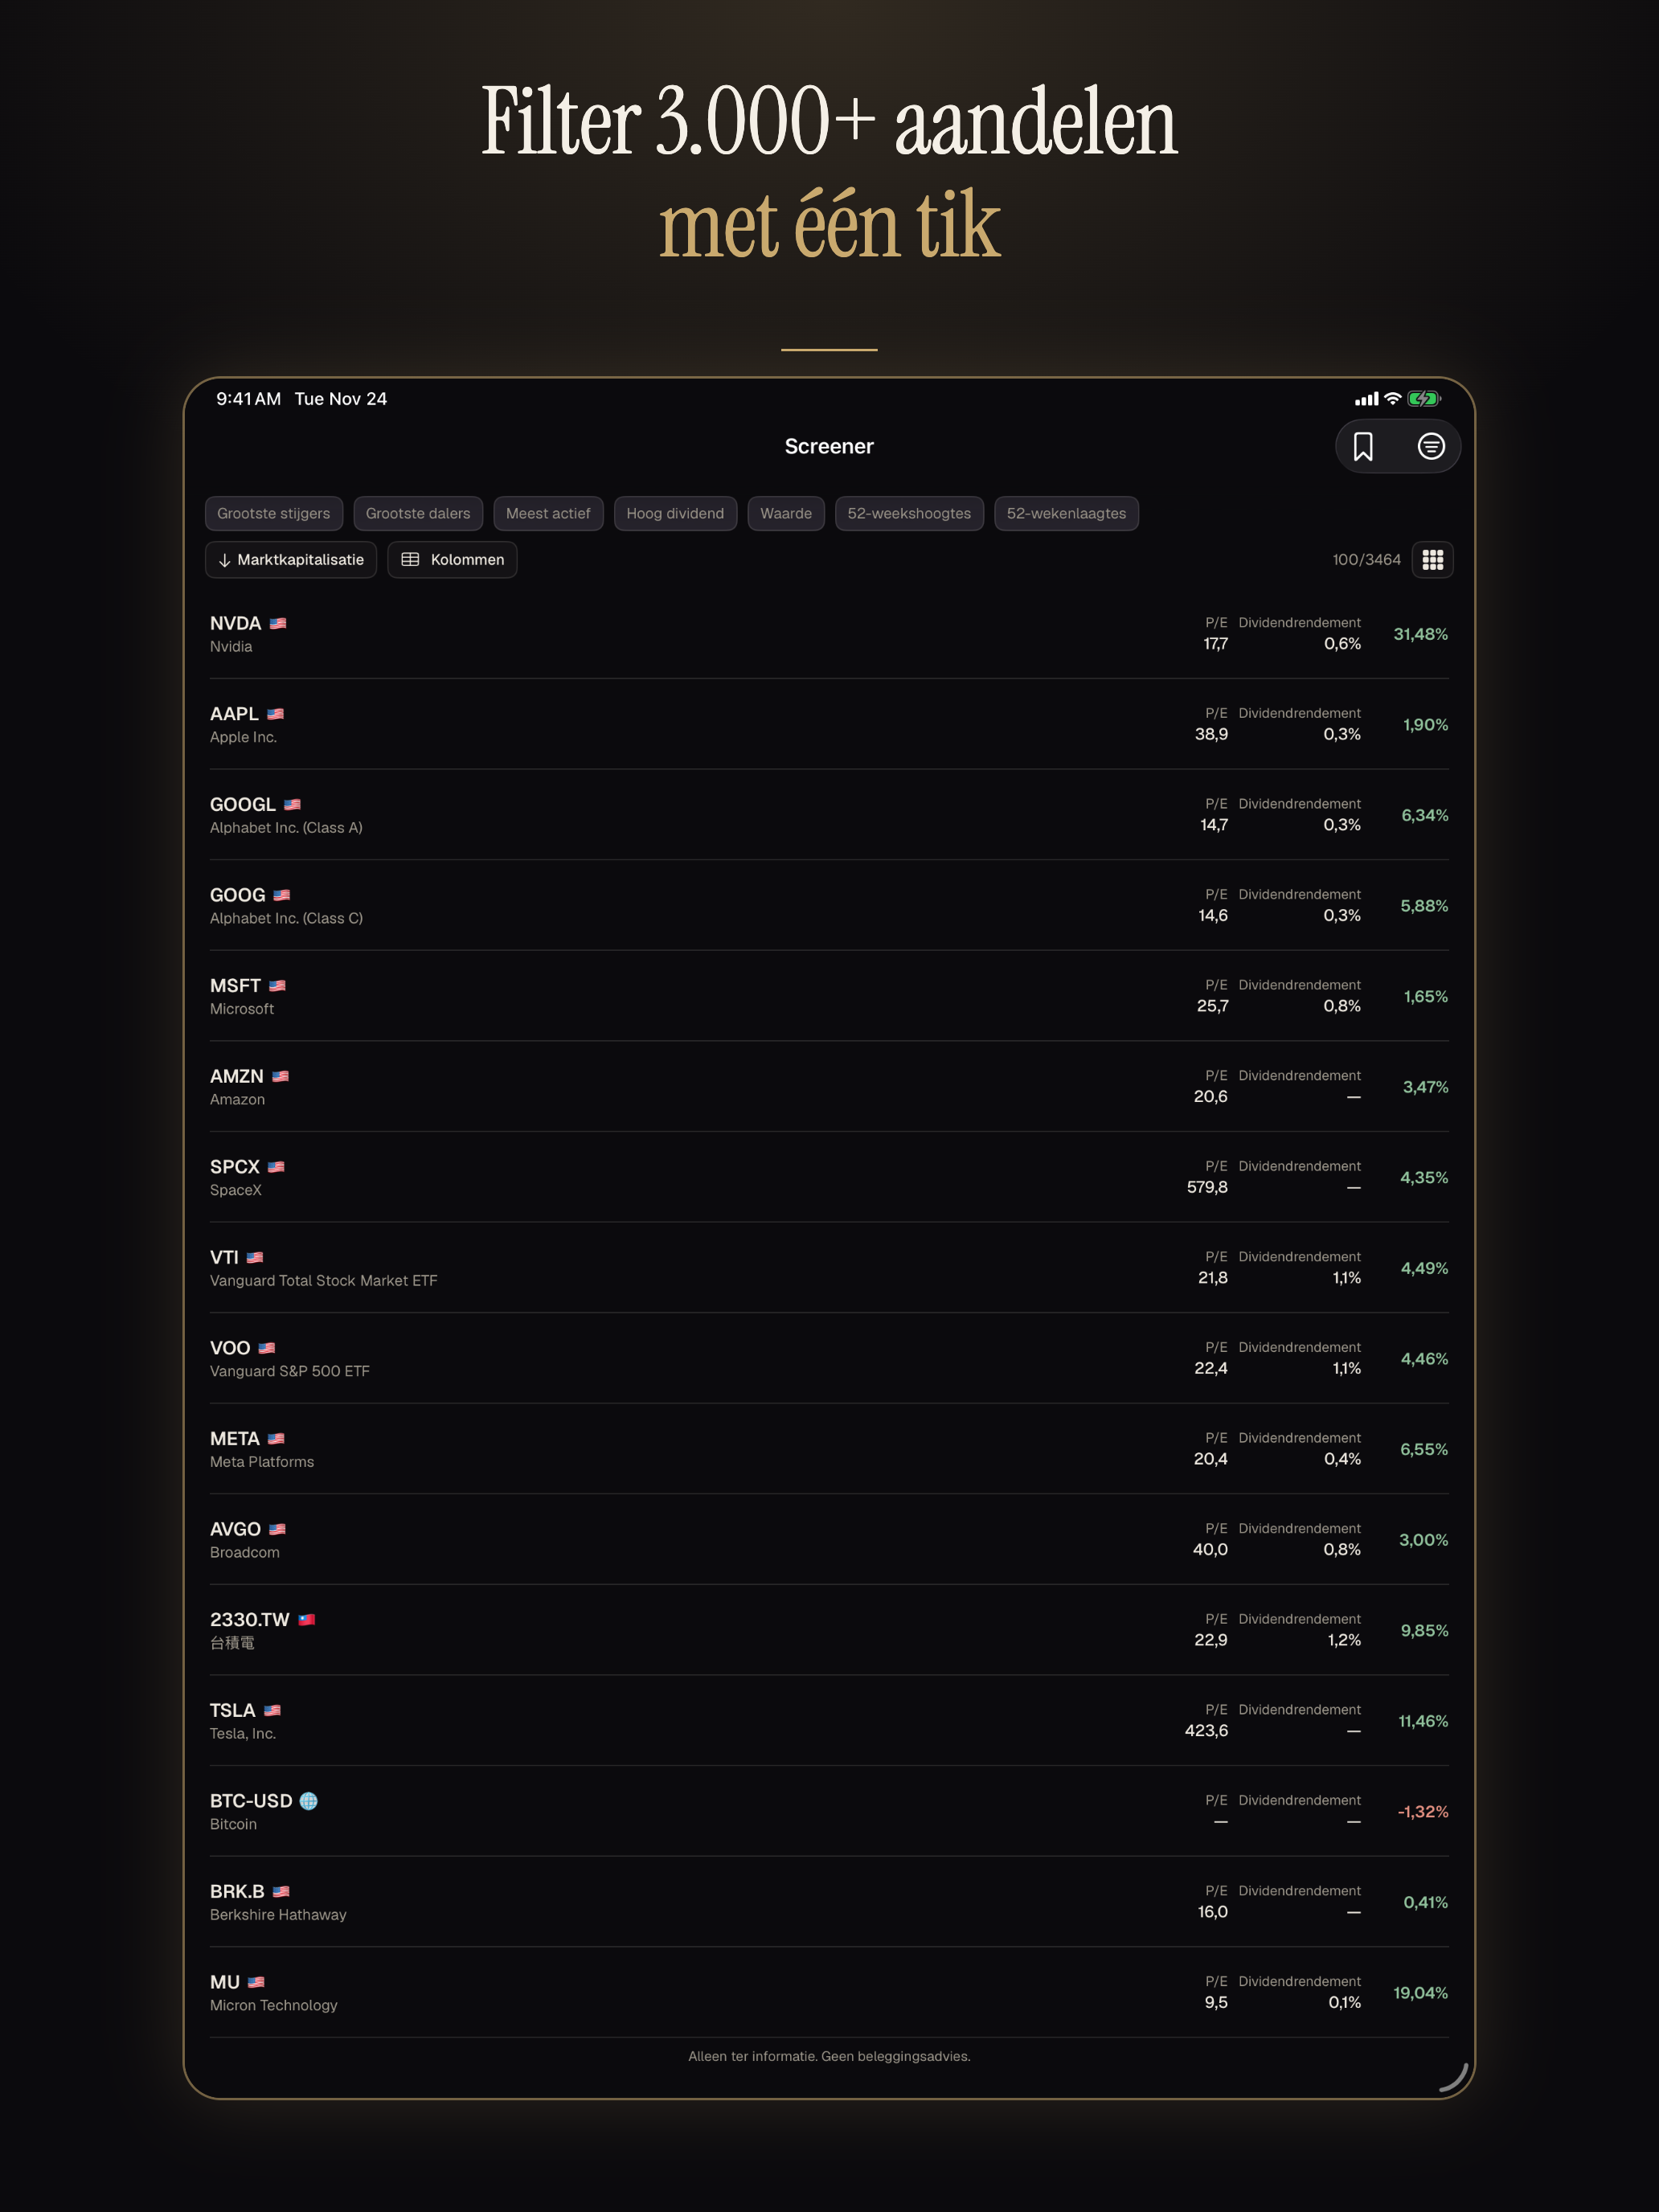 Filter 3.000+ aandelen
met één tik
9:41 AM Tue Nov 24
Screener
Grootste stijgers Grootste dalers Meest actief Hoog dividend Waarde 52-weekshoogtes 52-wekenlaagtes
Marktkapitalisatie Kolommen 100/3464
NVDA P/E Dividendrendement 31,48%
Nvidia 17,7 0,6%
AAPL P/E Dividendrendement 1,90%
Apple Inc. 38,9 0,3%
GOOGL P/E Dividendrendement 6,34%
Alphabet Inc. (Class A) 14,7 0,3%
GOOG P/E Dividendrendement 5,88%
Alphabet Inc. (Class C) 14,6 0,3%
MSFT P/E Dividendrendement 1,65%
Microsoft 25,7 0,8%
AMZN P/E Dividendrendement 3,47%
Amazon 20,6 —
SPCX P/E Dividendrendement 4,35%
SpaceX 579,8 —
VTI P/E Dividendrendement 4,49%
Vanguard Total Stock Market ETF 21,8 1,1%
VOO P/E Dividendrendement 4,46%
Vanguard S&P 500 ETF 22,4 1,1%
META P/E Dividendrendement 6,55%
Meta Platforms 20,4 0,4%
AVGO P/E Dividendrendement 3,00%
Broadcom 40,0 0,8%
2330.TW P/E Dividendrendement 9,85%
台積電 22,9 1,2%
TSLA P/E Dividendrendement 11,46%
Tesla, Inc. 423,6 —
BTC-USD P/E Dividendrendement -1,32%
Bitcoin — —
BRK.B P/E Dividendrendement 0,41%
Berkshire Hathaway 16,0 —
MU P/E Dividendrendement 19,04%
Micron Technology 9,5 0,1%
Alleen ter informatie. Geen beleggingsadvies.